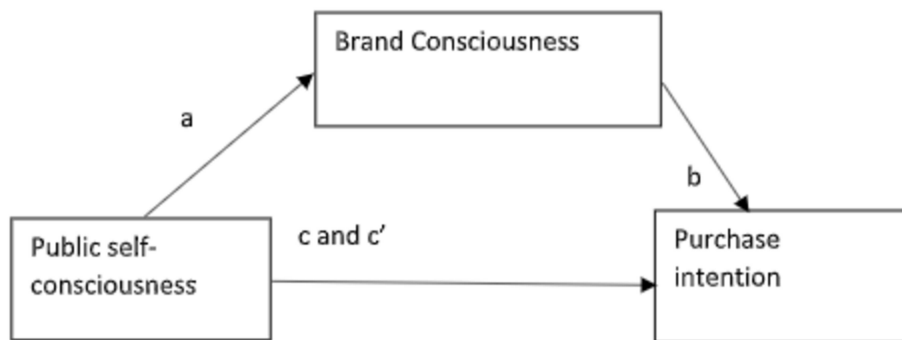 Brand Consciousness
a
b
c and c’
Public self-
consciousness
Purchase
intention